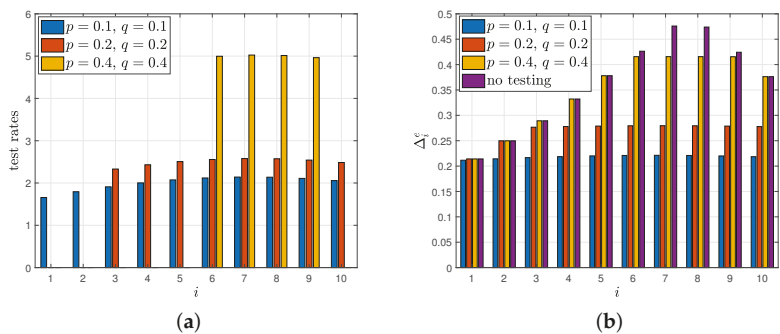 6
5
4
3
2
1
0
test rates
p = 0.1, q = 0.1
p = 0.2, q = 0.2
p = 0.4, q = 0.4
1 2 3 4 5 6 7 8 9 10
i
(a)
0.5
0.45
0.4
0.35
0.3
0.25
0.2
0.15
0.1
0.05
0
Δ_i^e
p = 0.1, q = 0.1
p = 0.2, q = 0.2
p = 0.4, q = 0.4
no testing
1 2 3 4 5 6 7 8 9 10
i
(b)